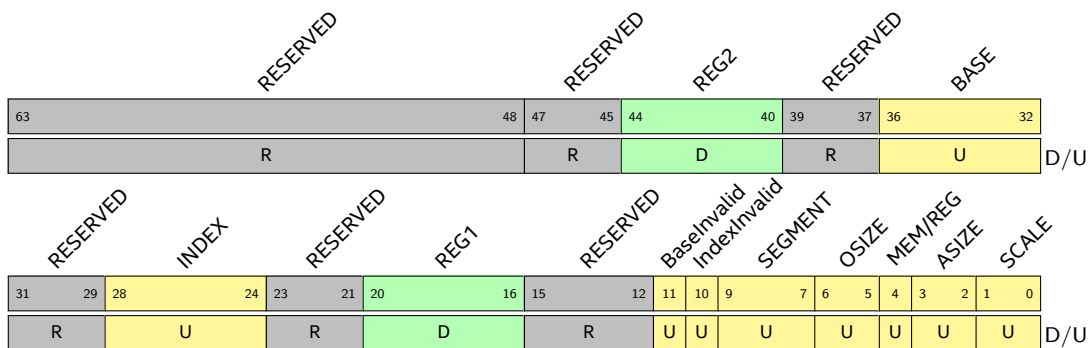 RESERVED RESERVED REG2 RESERVED BASE
63 48 47 45 44 40 39 37 36 32
R R D R U D/U
RESERVED INDEX RESERVED REG1 RESERVED BaseInvalid IndexInvalid SEGMENT OSIZE MEM/REG ASIZE SCALE
31 29 28 24 23 21 20 16 15 12 11 10 9 7 6 5 4 3 2 1 0
R U R D R U U U U U U U D/U